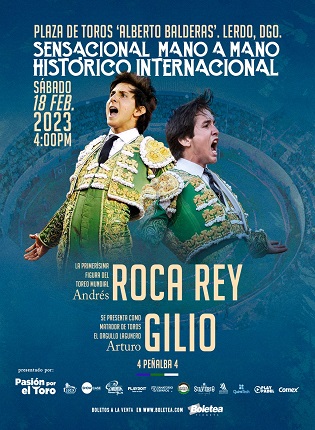 PLAZA DE TOROS 'ALBERTO BALDERAS'. LERDO, DGO.
SENSACIONAL MANO A MANO
HISTÓRICO INTERNACIONAL
SÁBADO
18 FEB.
2023
4:00PM
LA PRIMERÍSIMA
FIGURA DEL
TOREO MUNDIAL
Andrés ROCA REY
SE PRESENTA COMO
MATADOR DE TOROS
EL ORGULLO LAGUNERO
Arturo GILIO
4 PEÑALBA 4
presentado por:
Pasión por
el Toro
PLAYDOIT
COMEX
BOLETOS A LA VENTA EN WWW.BOLETEA.COM Boletea